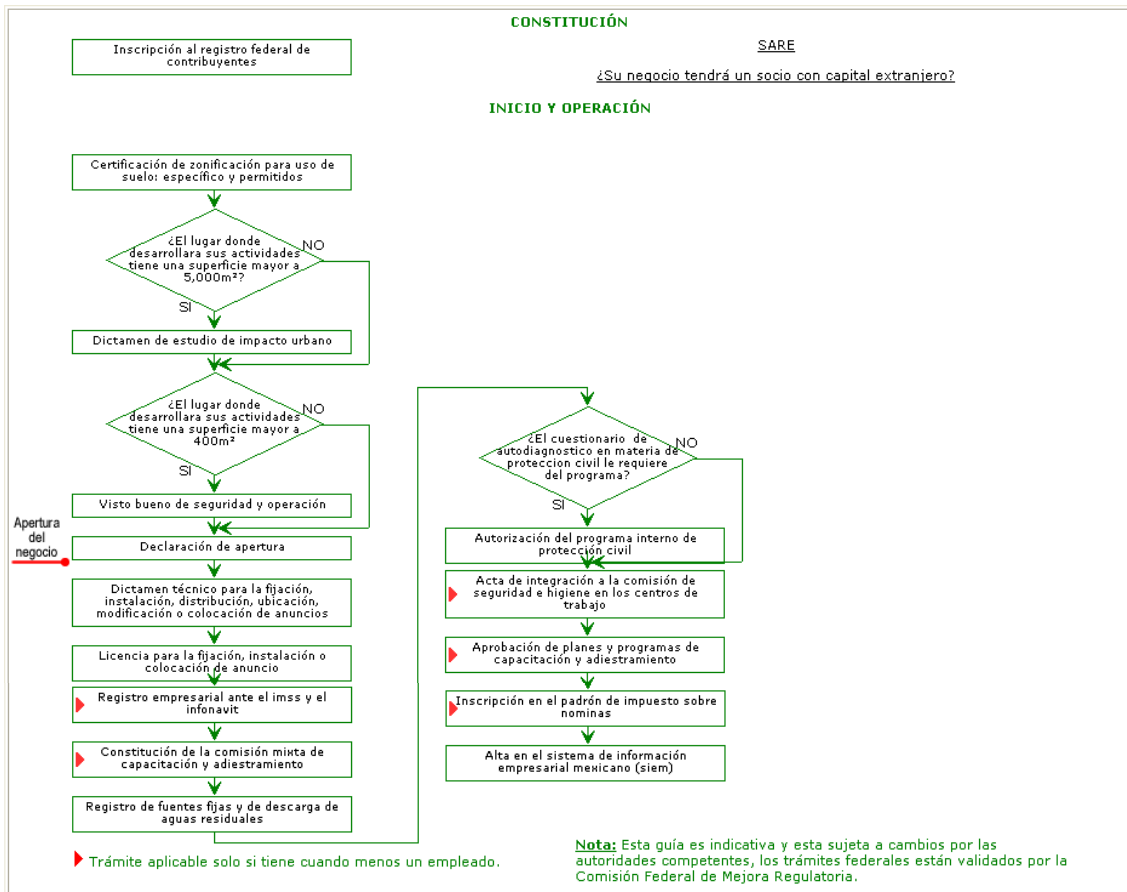 CONSTITUCIÓN
Inscripción al registro federal de
contribuyentes
SARE
¿Su negocio tendrá un socio con capital extranjero?
INICIO Y OPERACIÓN
Certificación de zonificación para uso de
suelo: específico y permitidos
¿El lugar donde
desarrollara sus actividades
tiene una superficie mayor a
5,000m²?
NO
SI
Dictamen de estudio de impacto urbano
¿El lugar donde
desarrollara sus actividades
tiene una superficie mayor a
400m²
NO
SI
Visto bueno de seguridad y operación
Apertura
del
negocio
Declaración de apertura
Dictamen técnico para la fijación,
instalación, distribución, ubicación,
modificación o colocación de anuncios
Licencia para la fijación, instalación o
colocación de anuncio
Registro empresarial ante el imss y el
infonavit
Constitución de la comisión mixta de
capacitación y adiestramiento
Registro de fuentes fijas y de descarga de
aguas residuales
¿El cuestionario de
autodiagnostico en materia de
proteccion civil le requiere
del programa?
NO
SI
Autorización del programa interno de
protección civil
Acta de integración a la comisión de
seguridad e higiene en los centros de
trabajo
Aprobación de planes y programas de
capacitación y adiestramiento
Inscripción en el padrón de impuesto sobre
nominas
Alta en el sistema de información
empresarial mexicano (siem)
Trámite aplicable solo si tiene cuando menos un empleado.
Nota: Esta guía es indicativa y esta sujeta a cambios por las
autoridades competentes, los trámites federales están validados por la
Comisión Federal de Mejora Regulatoria.